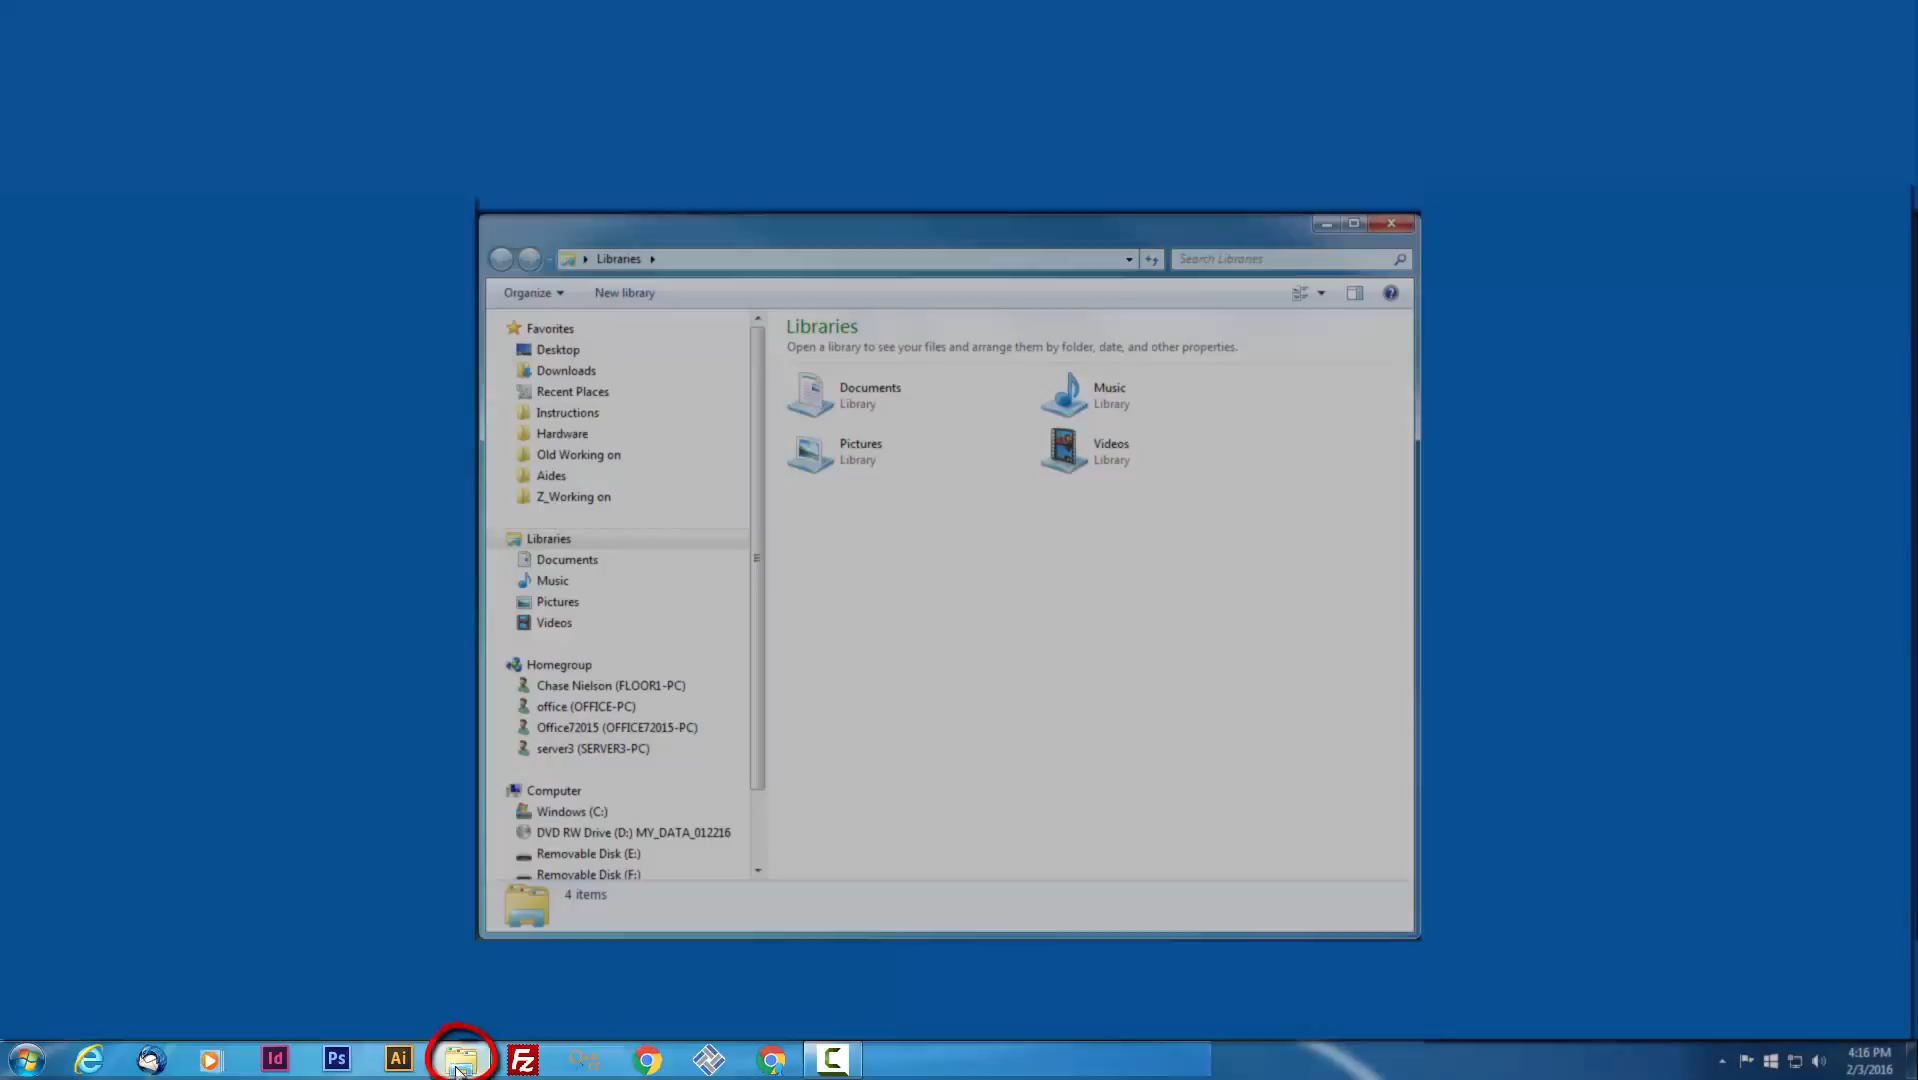 Libraries
Search Libraries
Organize
New library
Favorites
Desktop
Downloads
Recent Places
Instructions
Hardware
Old Working on
Aides
Z_Working on
Libraries
Documents
Music
Pictures
Videos
Homegroup
Chase Nielson (FLOOR1-PC)
office (OFFICE-PC)
Office72015 (OFFICE72015-PC)
server3 (SERVER3-PC)
Computer
Windows (C:)
DVD RW Drive (D:) MY_DATA_012216
Removable Disk (E:)
Removable Disk (F:)
Libraries
Open a library to see your files and arrange them by folder, date, and other properties.
Documents
Library
Music
Library
Pictures
Library
Videos
Library
4 items
Id
Ps
Ai
FZ
C
4:16 PM
2/3/2016